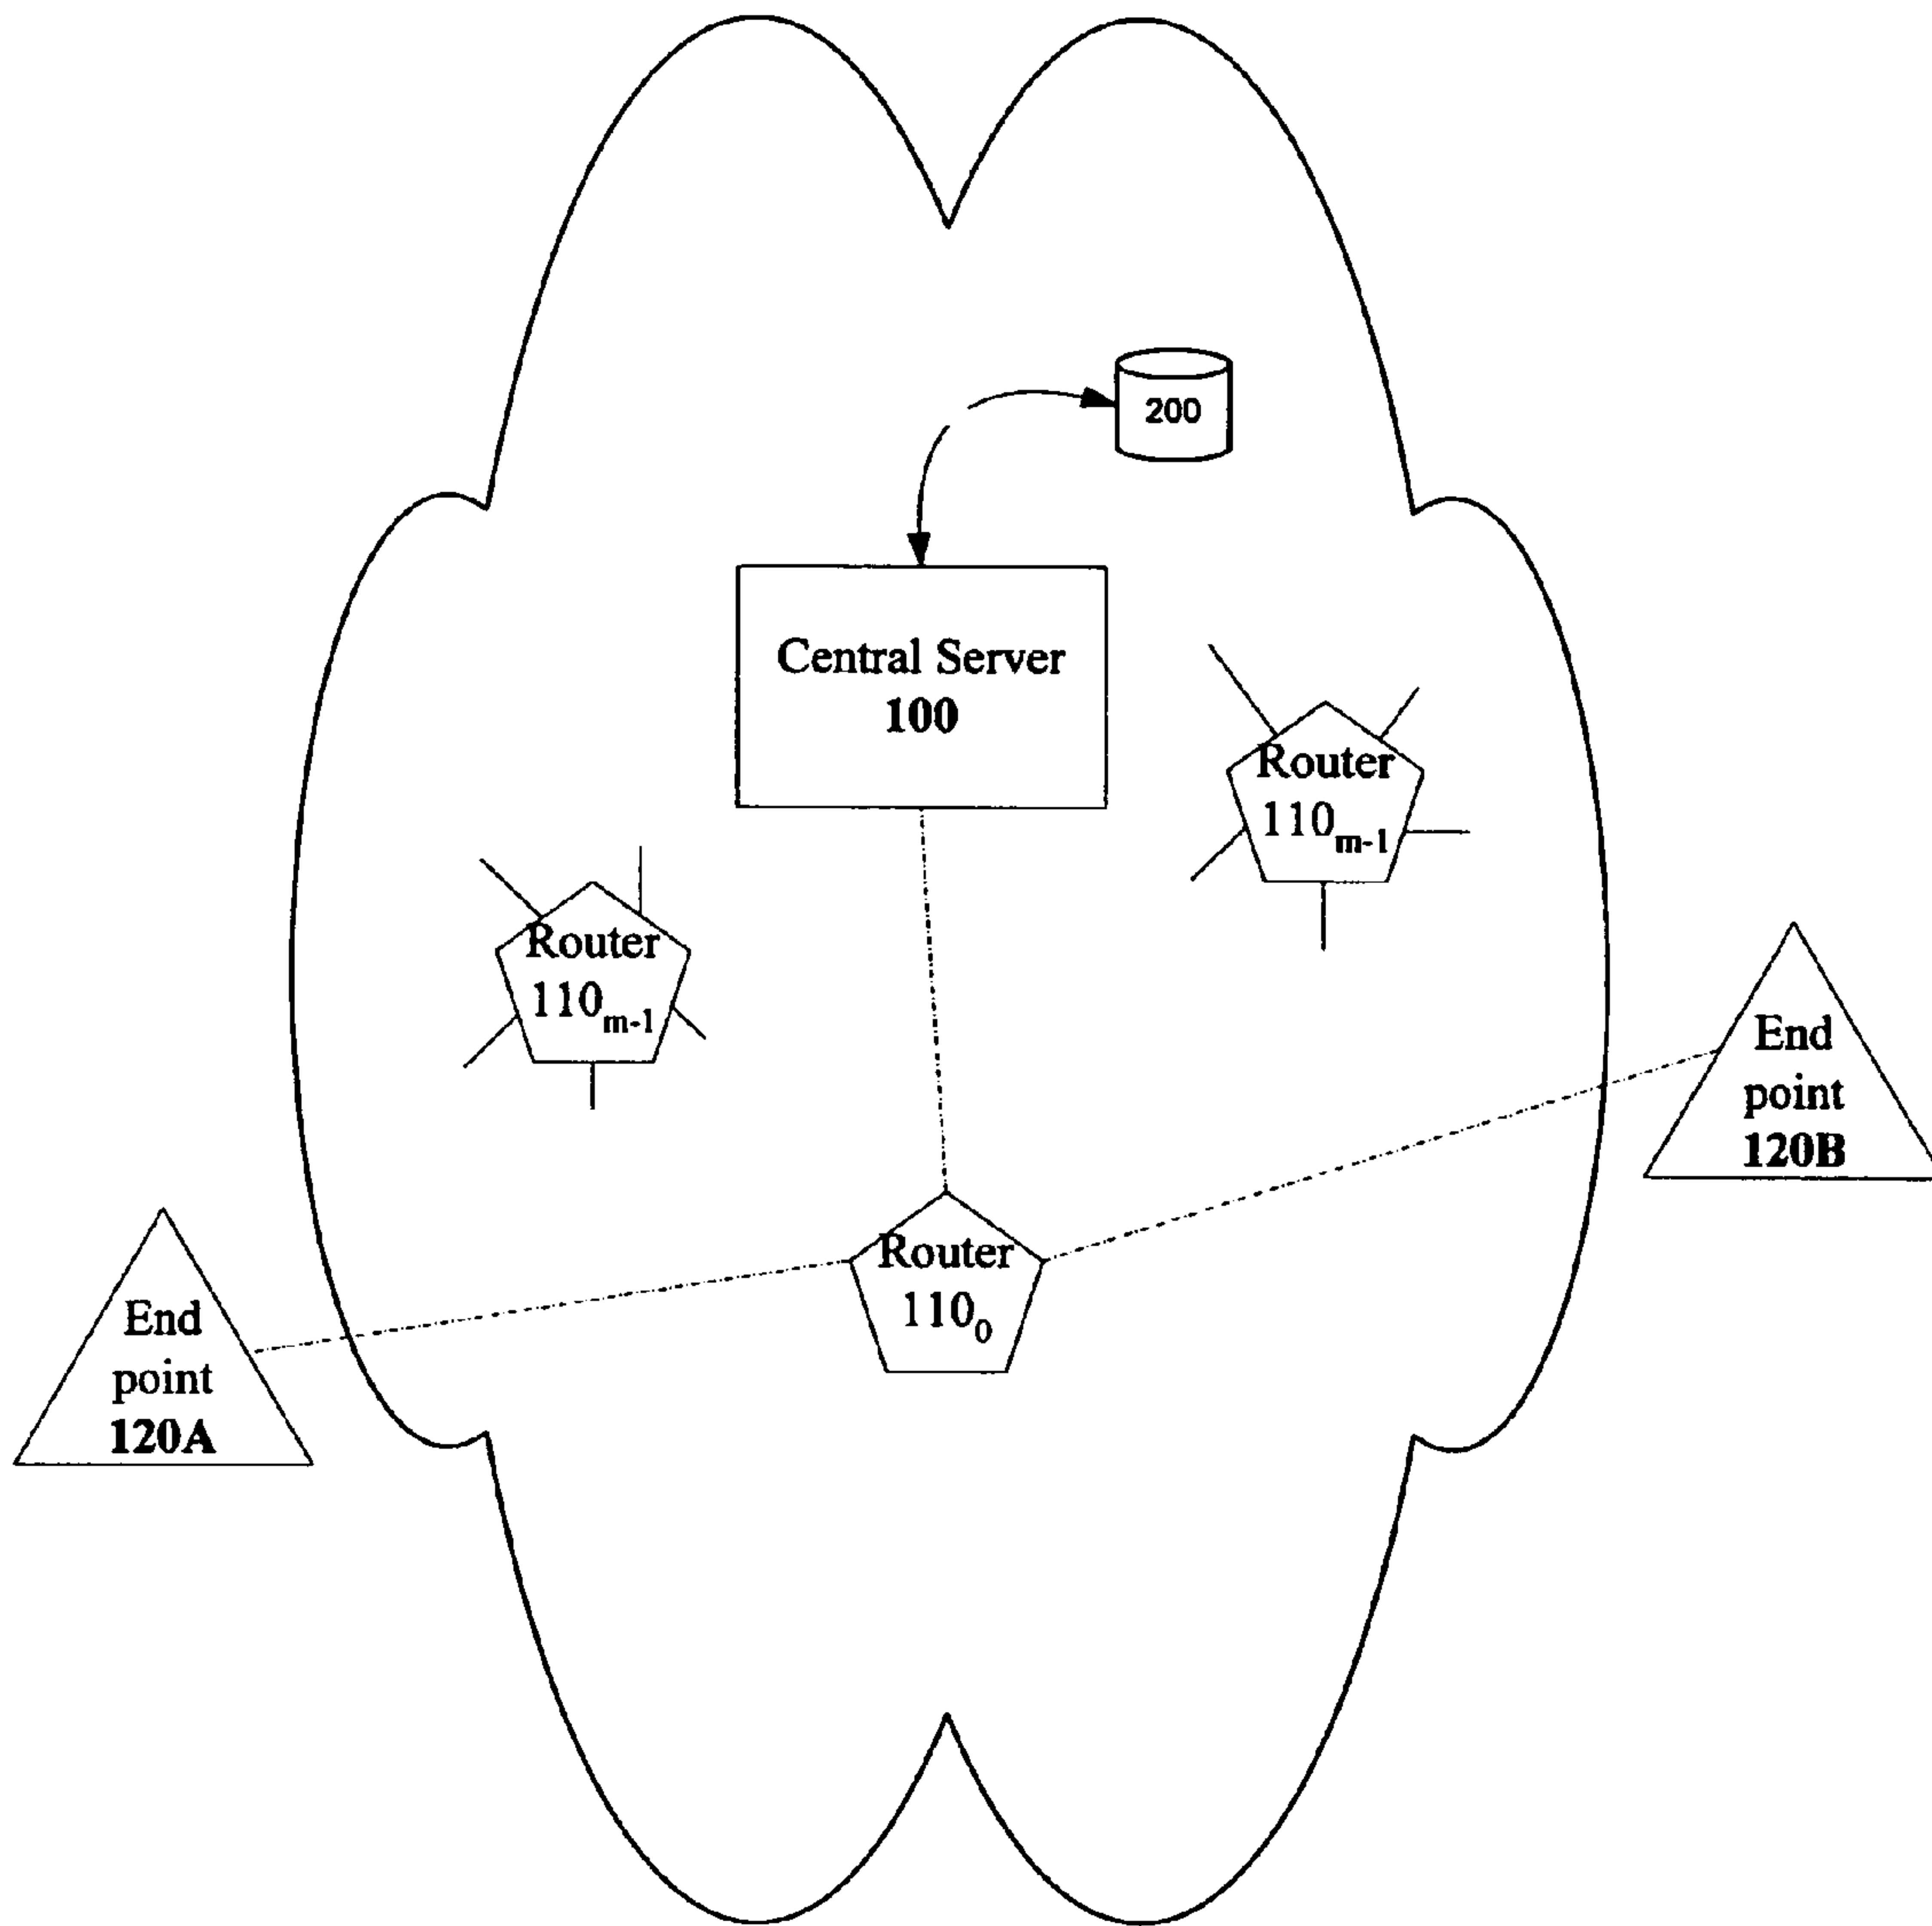 200
Central Server
100
Router
110m-1
Router
110m-1
End
point
120B
Router
1100
End
point
120A